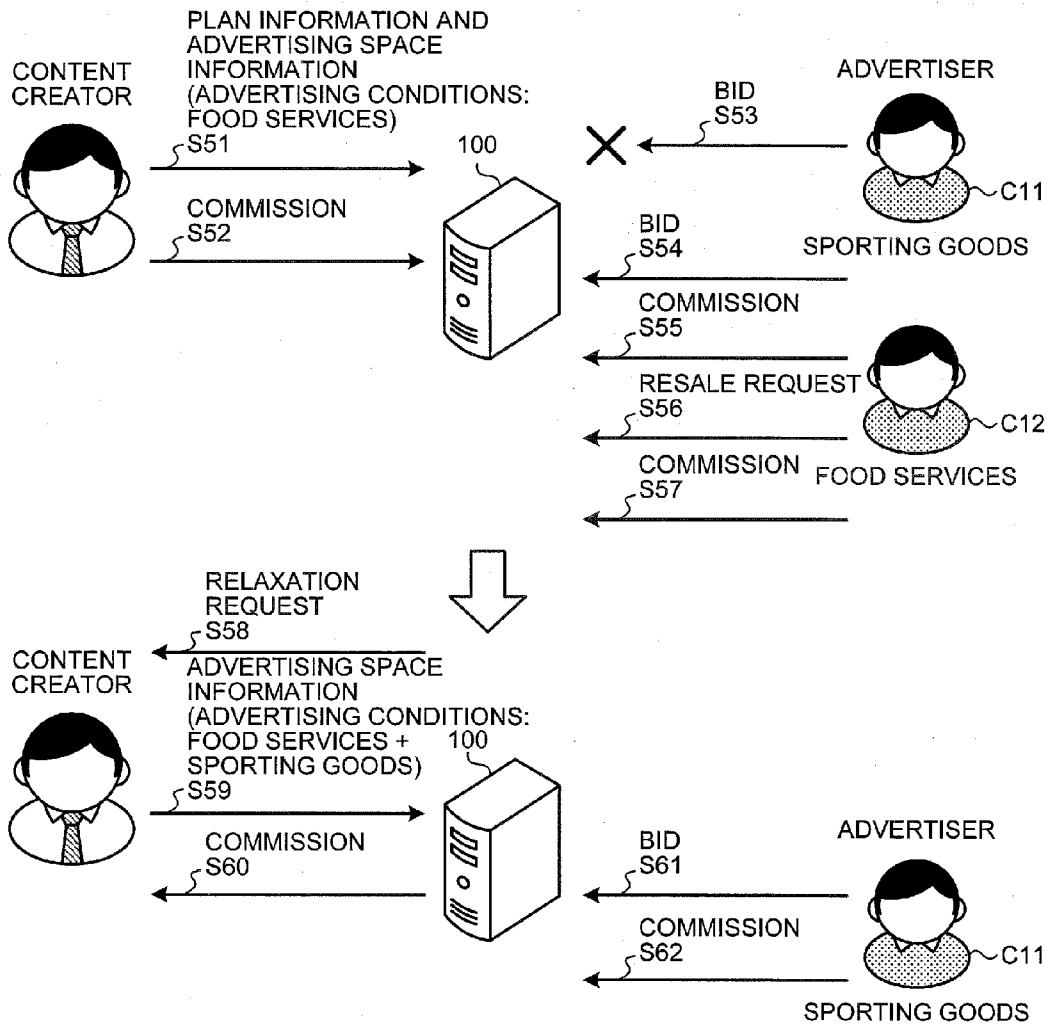 PLAN INFORMATION AND
ADVERTISING SPACE
INFORMATION
(ADVERTISING CONDITIONS:
FOOD SERVICES)
S51
CONTENT
CREATOR
COMMISSION
S52
100
ADVERTISER
BID
S53
C11
SPORTING GOODS
BID
S54
COMMISSION
S55
RESALE REQUEST
S56
C12
COMMISSION
S57
FOOD SERVICES
RELAXATION
REQUEST
S58
CONTENT
CREATOR
ADVERTISING SPACE
INFORMATION
(ADVERTISING CONDITIONS:
FOOD SERVICES +
SPORTING GOODS)
S59
100
COMMISSION
S60
ADVERTISER
BID
S61
COMMISSION
S62
C11
SPORTING GOODS